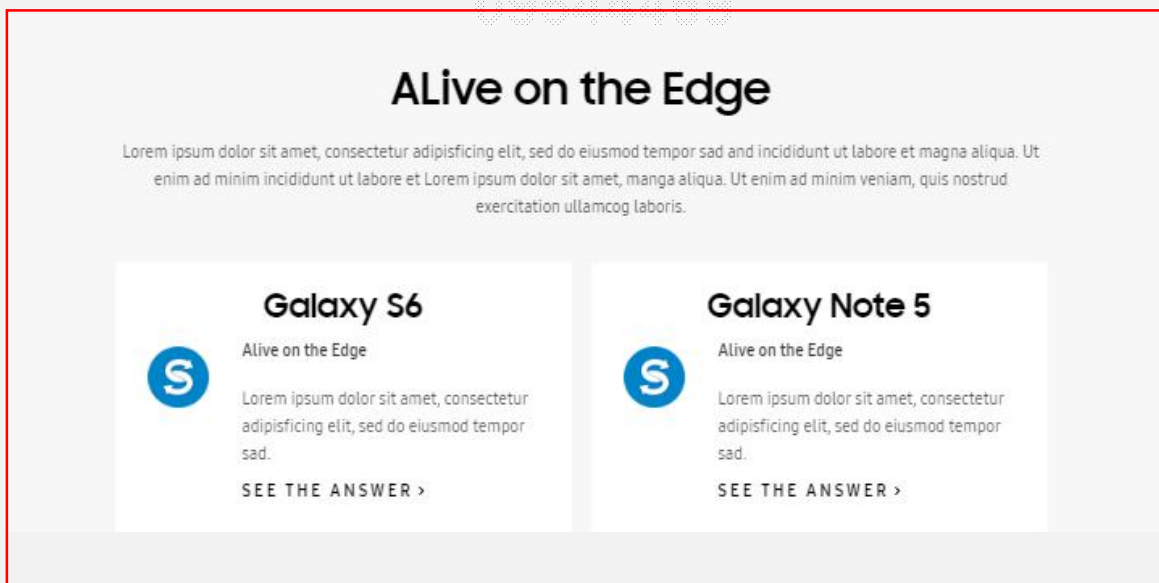 ALive on the Edge
Lorem ipsum dolor sit amet, consectetur adipisficing elit, sed do eiusmod tempor sad and incididunt ut labore et magna aliqua. Ut
enim ad minim incididunt ut labore et Lorem ipsum dolor sit amet, manga aliqua. Ut enim ad minim veniam, quis nostrud
exercitation ullamcog laboris.
Galaxy S6
Alive on the Edge
Lorem ipsum dolor sit amet, consectetur
adipisficing elit, sed do eiusmod tempor
sad.
SEE THE ANSWER >
Galaxy Note 5
Alive on the Edge
Lorem ipsum dolor sit amet, consectetur
adipisficing elit, sed do eiusmod tempor
sad.
SEE THE ANSWER >